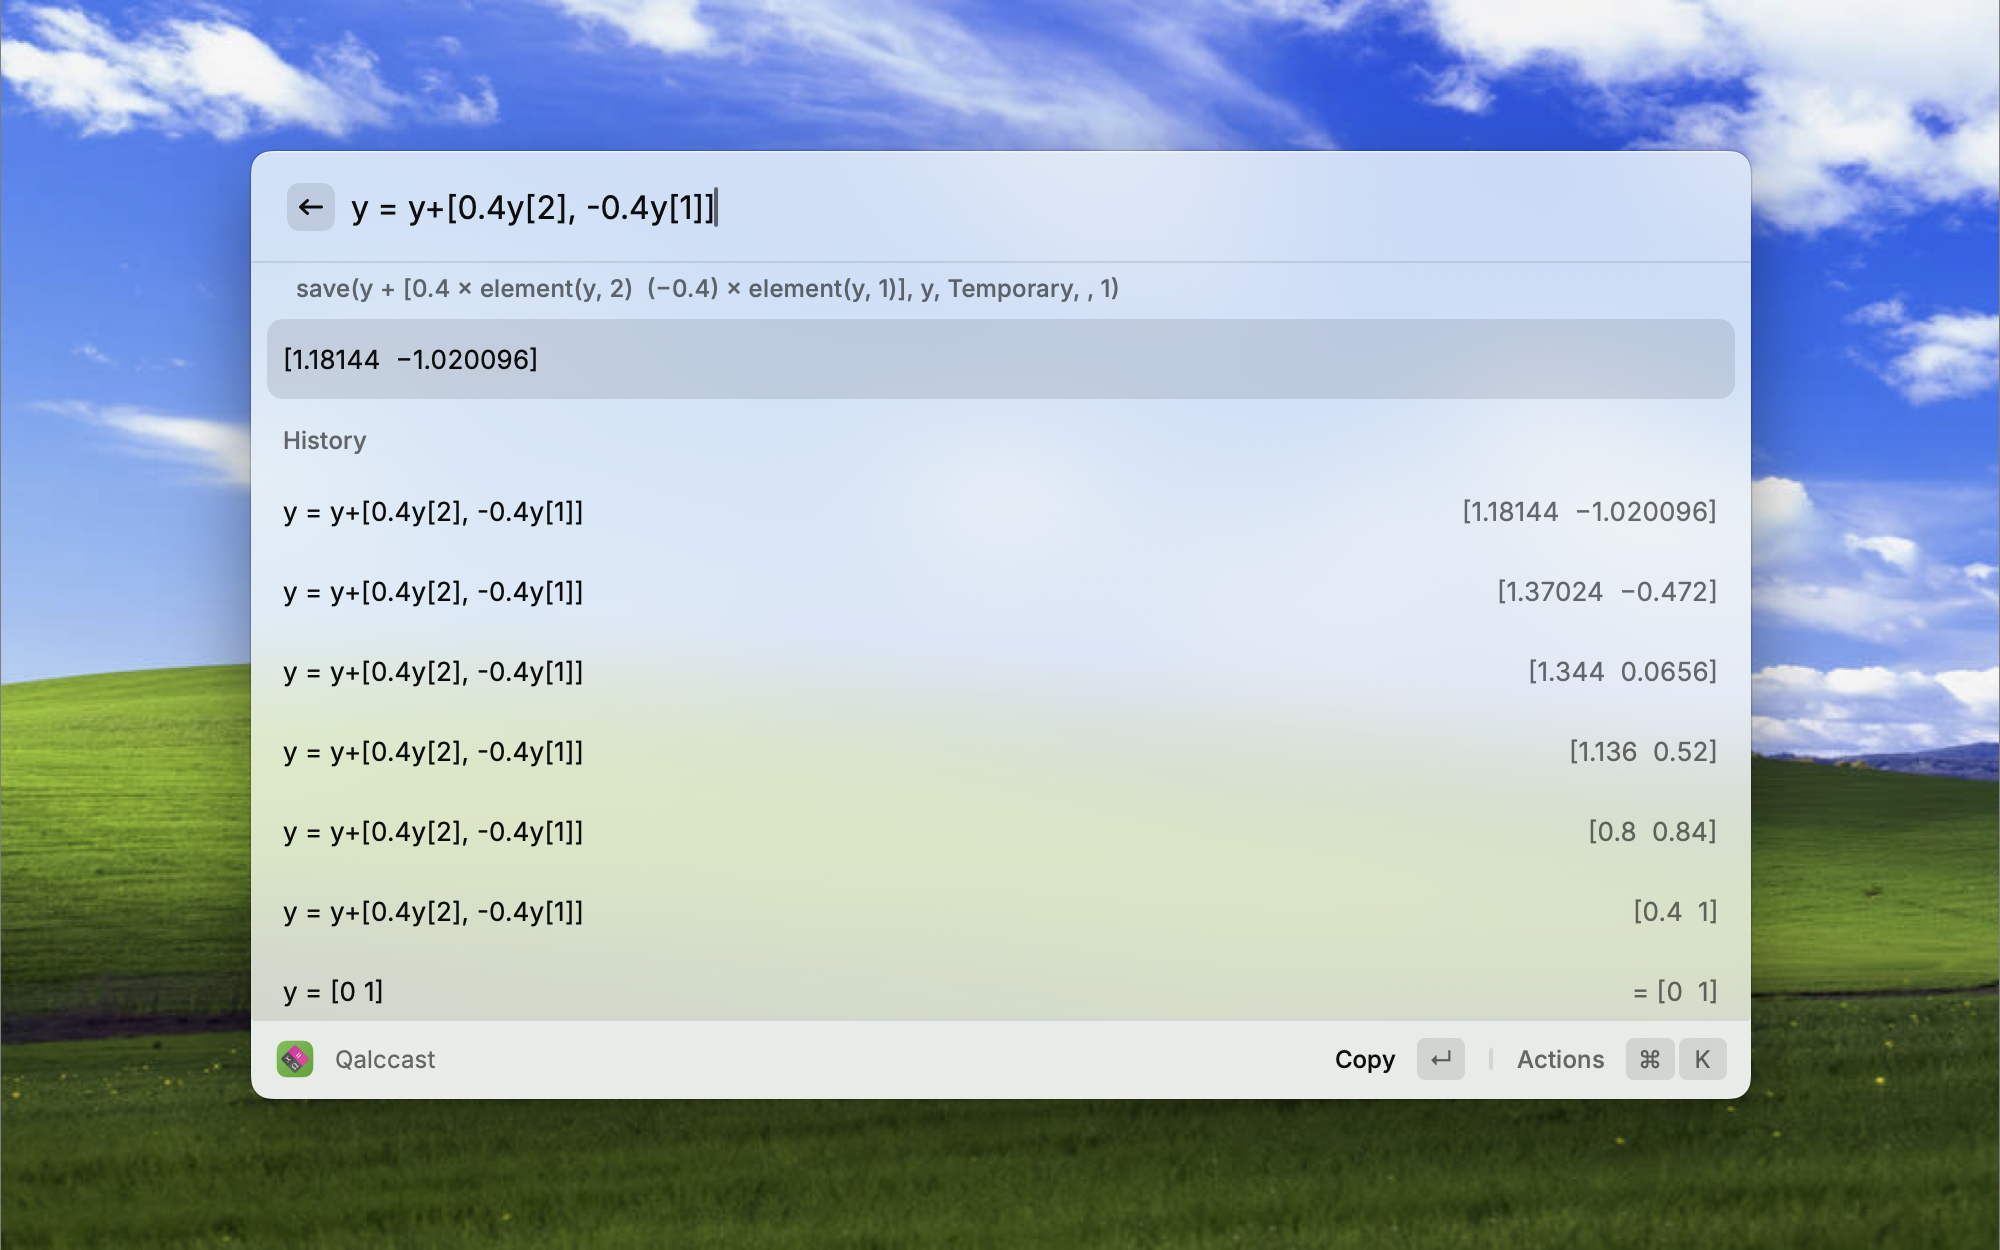 y = y+[0.4y[2], -0.4y[1]]
save(y + [0.4 × element(y, 2)  (−0.4) × element(y, 1)], y, Temporary, , 1)
[1.18144  −1.020096]
History
y = y+[0.4y[2], -0.4y[1]] [1.18144  −1.020096]
y = y+[0.4y[2], -0.4y[1]] [1.37024  −0.472]
y = y+[0.4y[2], -0.4y[1]] [1.344  0.0656]
y = y+[0.4y[2], -0.4y[1]] [1.136  0.52]
y = y+[0.4y[2], -0.4y[1]] [0.8  0.84]
y = y+[0.4y[2], -0.4y[1]] [0.4  1]
y = [0 1] = [0  1]
Qalccast Copy ↵ Actions ⌘ K